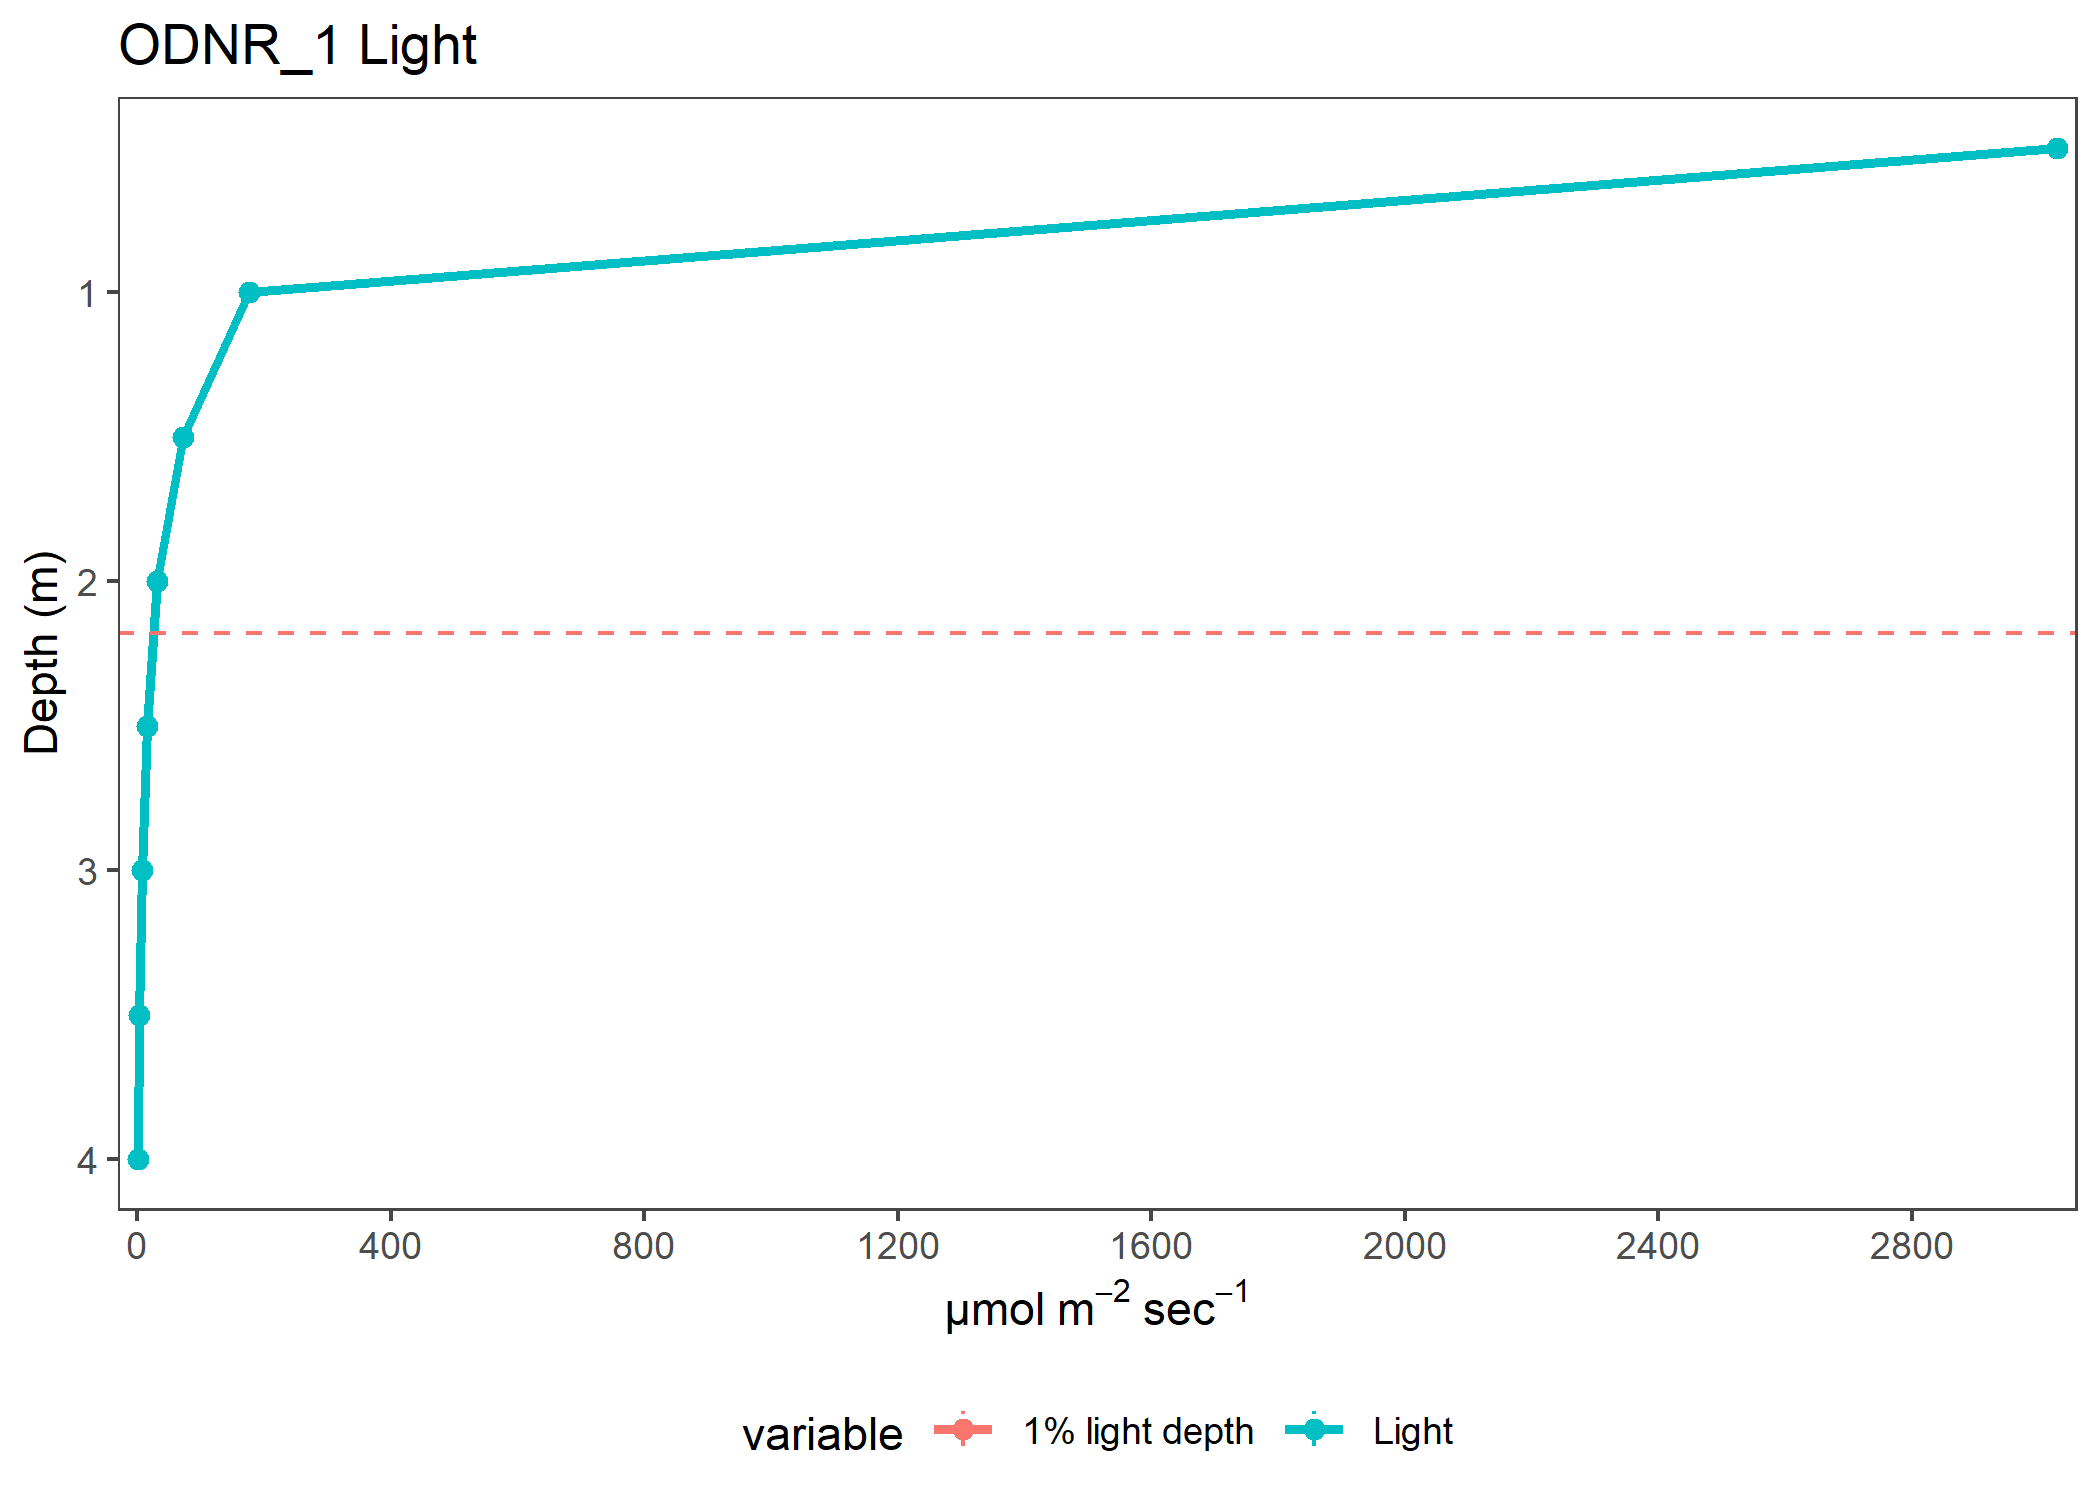 ODNR_1 Light
Depth (m)
1
2
3
4
0 400 800 1200 1600 2000 2400 2800
µmol m⁻² sec⁻¹
variable 1% light depth Light